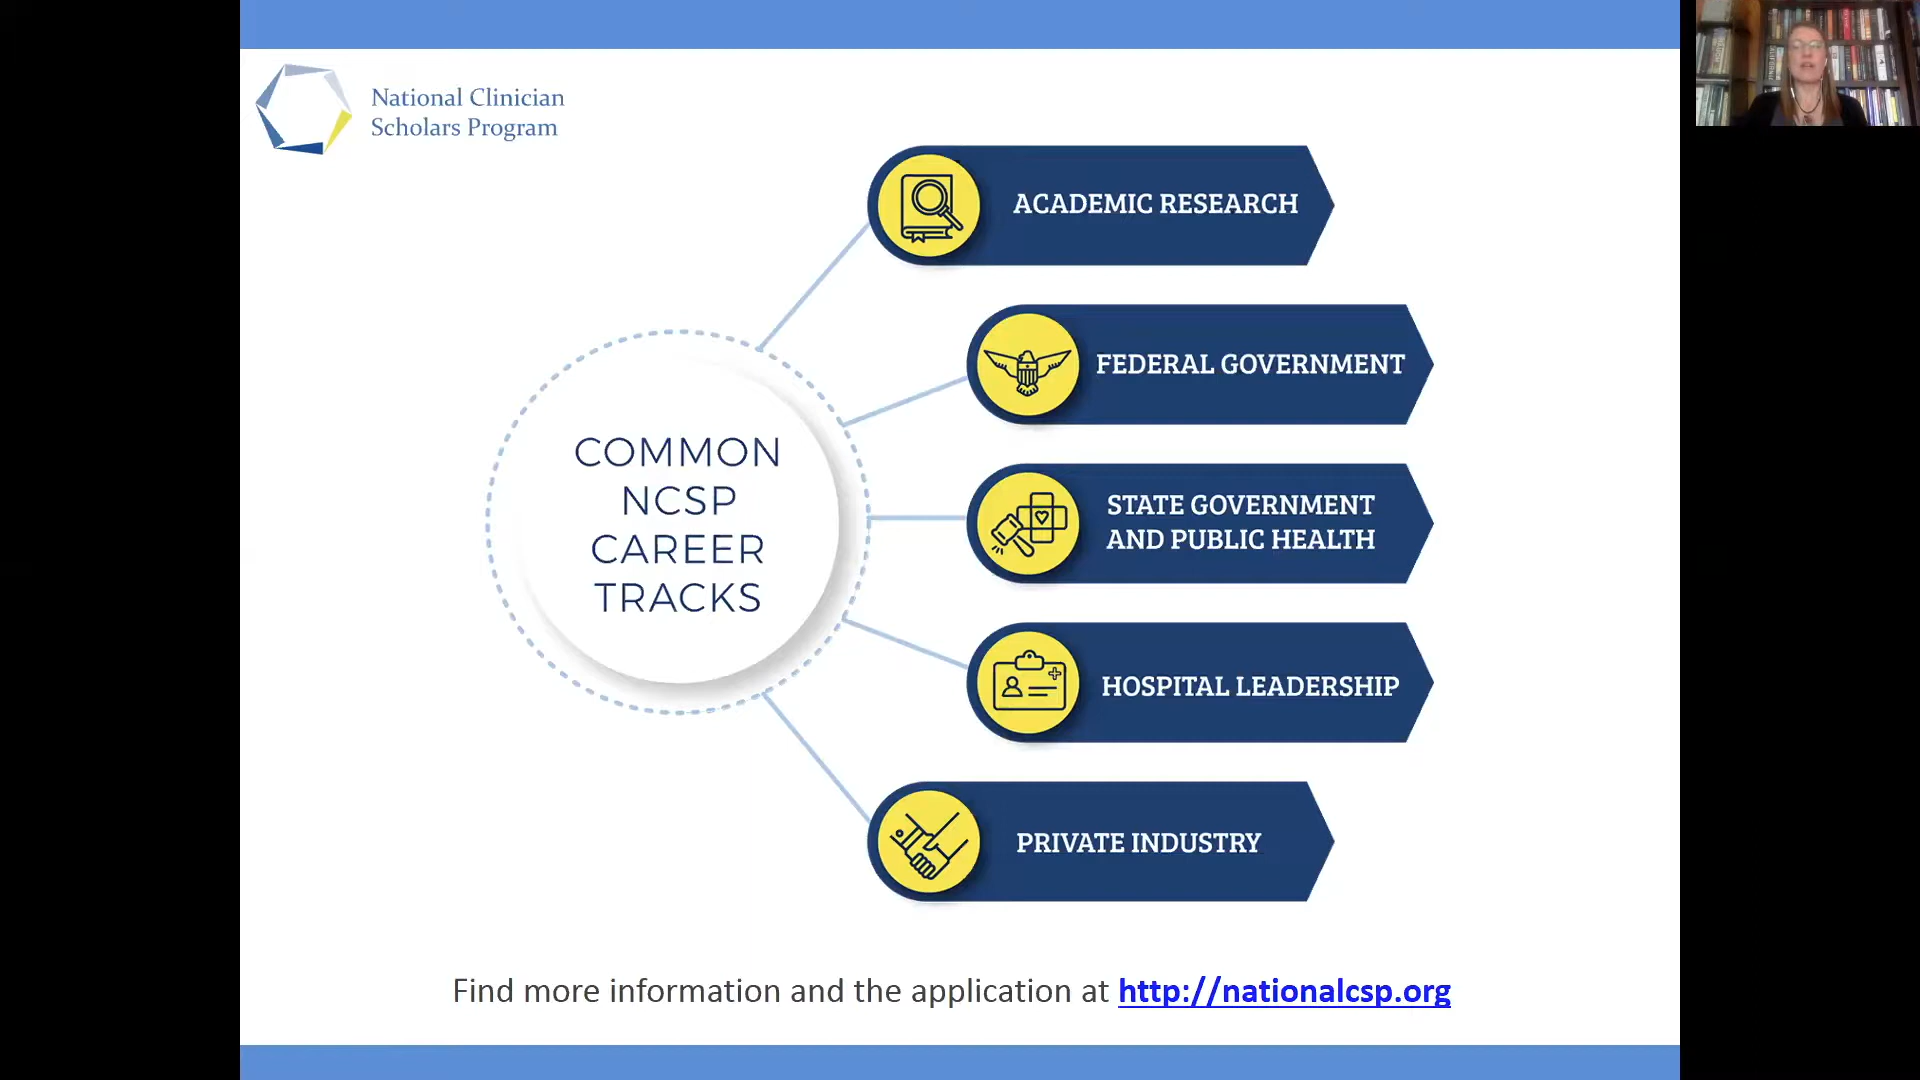 National Clinician
Scholars Program
COMMON
NCSP
CAREER
TRACKS
ACADEMIC RESEARCH
FEDERAL GOVERNMENT
STATE GOVERNMENT
AND PUBLIC HEALTH
HOSPITAL LEADERSHIP
PRIVATE INDUSTRY
Find more information and the application at http://nationalcsp.org